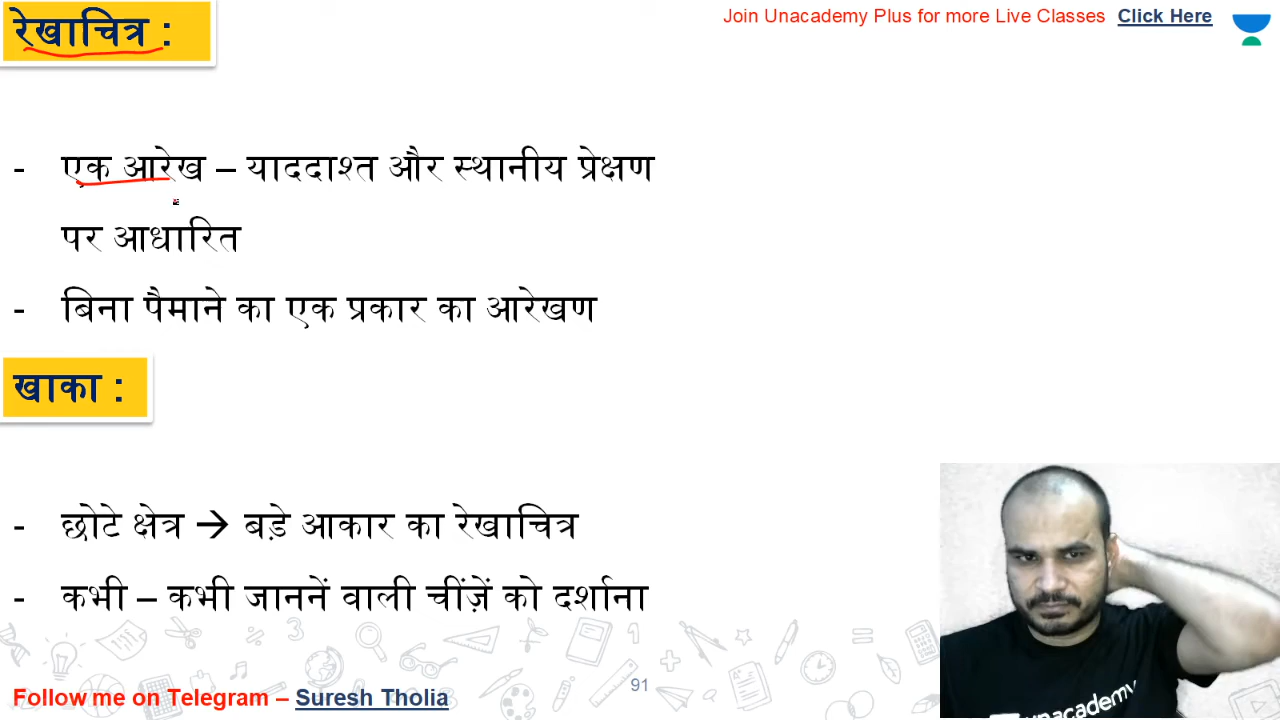 रेखाचित्र :
Join Unacademy Plus for more Live Classes Click Here
- एक आरेख – याददाश्त और स्थानीय प्रेक्षण
पर आधारित
- बिना पैमाने का एक प्रकार का आरेखण
खाका :
- छोटे क्षेत्र → बड़े आकार का रेखाचित्र
- कभी – कभी जाननें वाली चींज़ें को दर्शाना
unacademy
91
Follow me on Telegram – Suresh Tholia